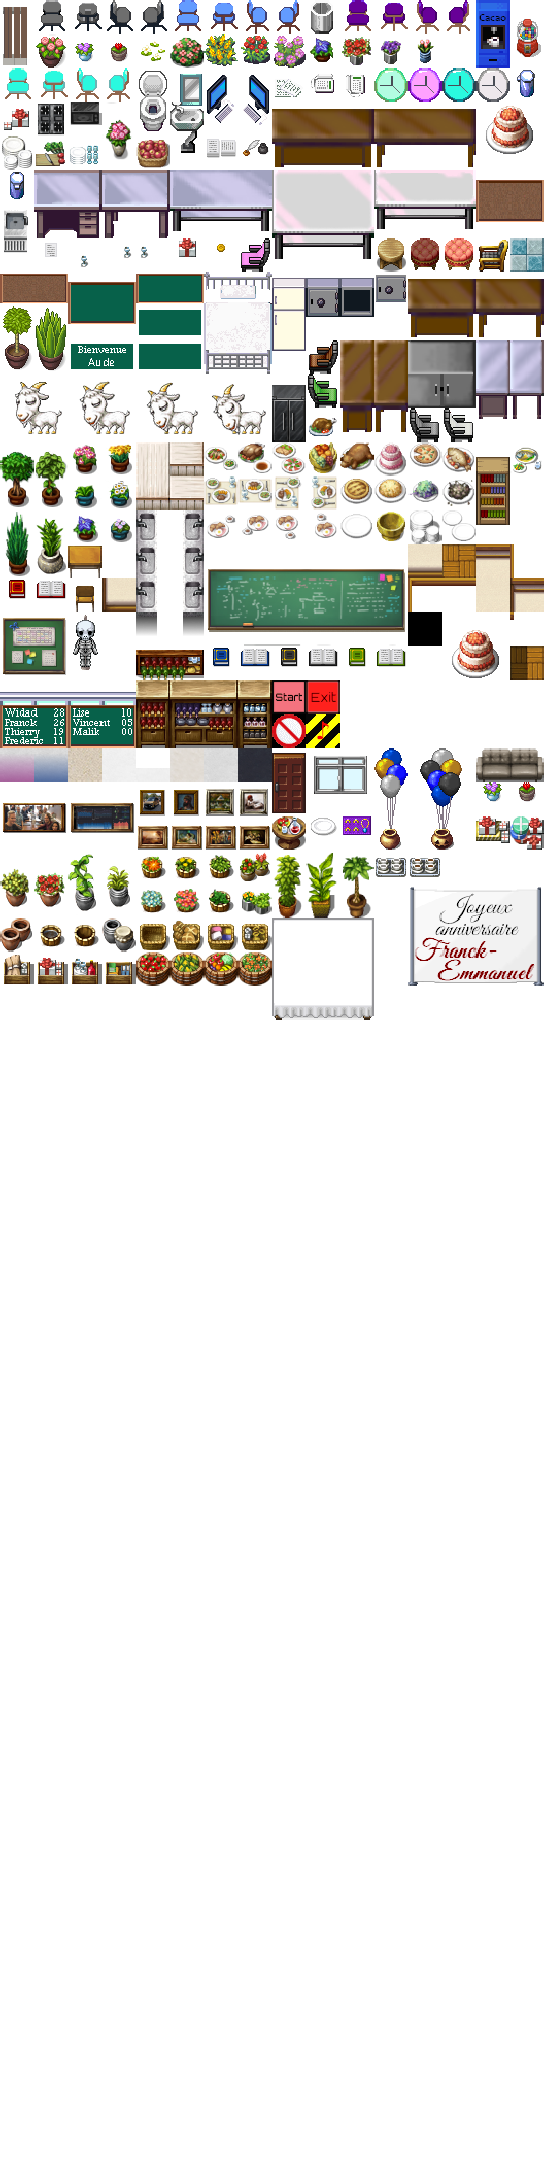 Cacao
Bienvenue
Au de
Start Exit
Widad 28
Franck 26
Thierry 19
Frederic 11
Lise 10
Vincent 05
Malik 00
Joyeux
anniversaire
Franck-
Emmanuel